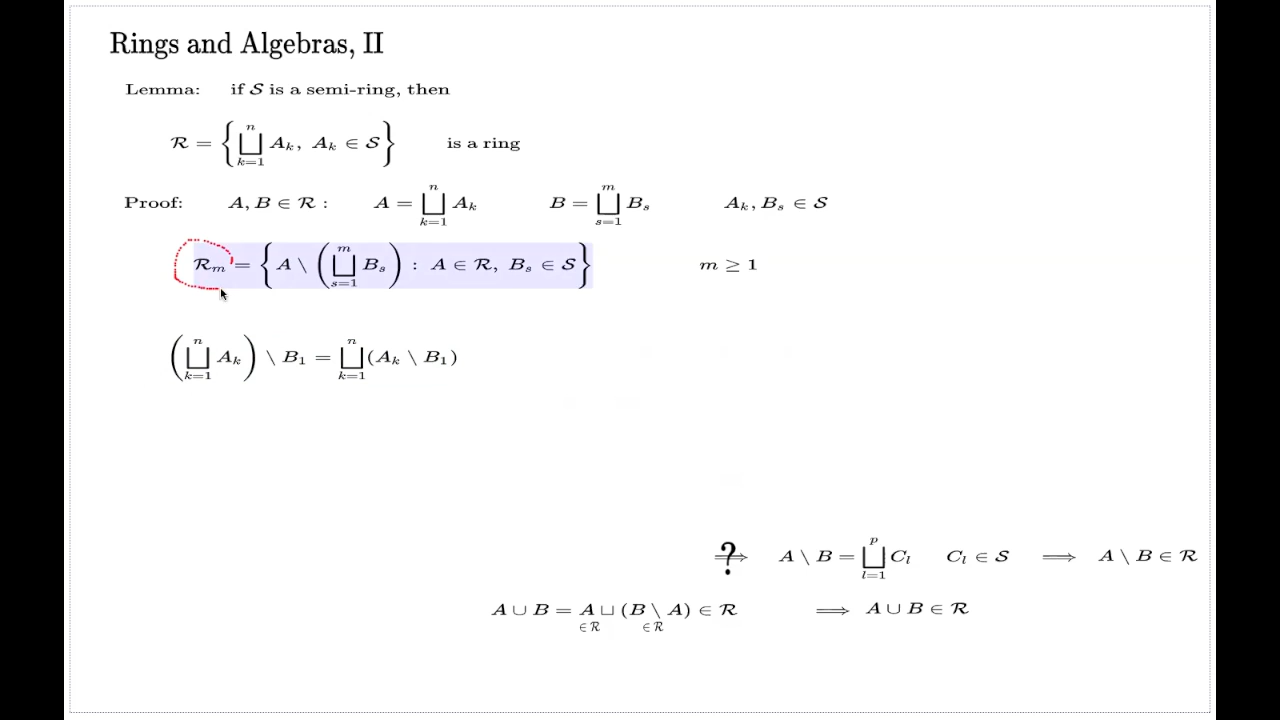 Rings and Algebras, II
Lemma: if 𝒮 is a semi-ring, then
ℛ = { ⨆_{k=1}^{n} A_k, A_k ∈ 𝒮 } is a ring
Proof: A, B ∈ ℛ : A = ⨆_{k=1}^{n} A_k B = ⨆_{s=1}^{m} B_s A_k, B_s ∈ 𝒮
ℛ_m = { A \ ( ⨆_{s=1}^{m} B_s ) : A ∈ ℛ, B_s ∈ 𝒮 } m ≥ 1
( ⨆_{k=1}^{n} A_k ) \ B_1 = ⨆_{k=1}^{n} (A_k \ B_1)
? ⟹ A \ B = ⨆_{l=1}^{p} C_l C_l ∈ 𝒮 ⟹ A \ B ∈ ℛ
A ∪ B = A ⊔ (B \ A) ∈ ℛ ⟹ A ∪ B ∈ ℛ
∈ ℛ ∈ ℛ